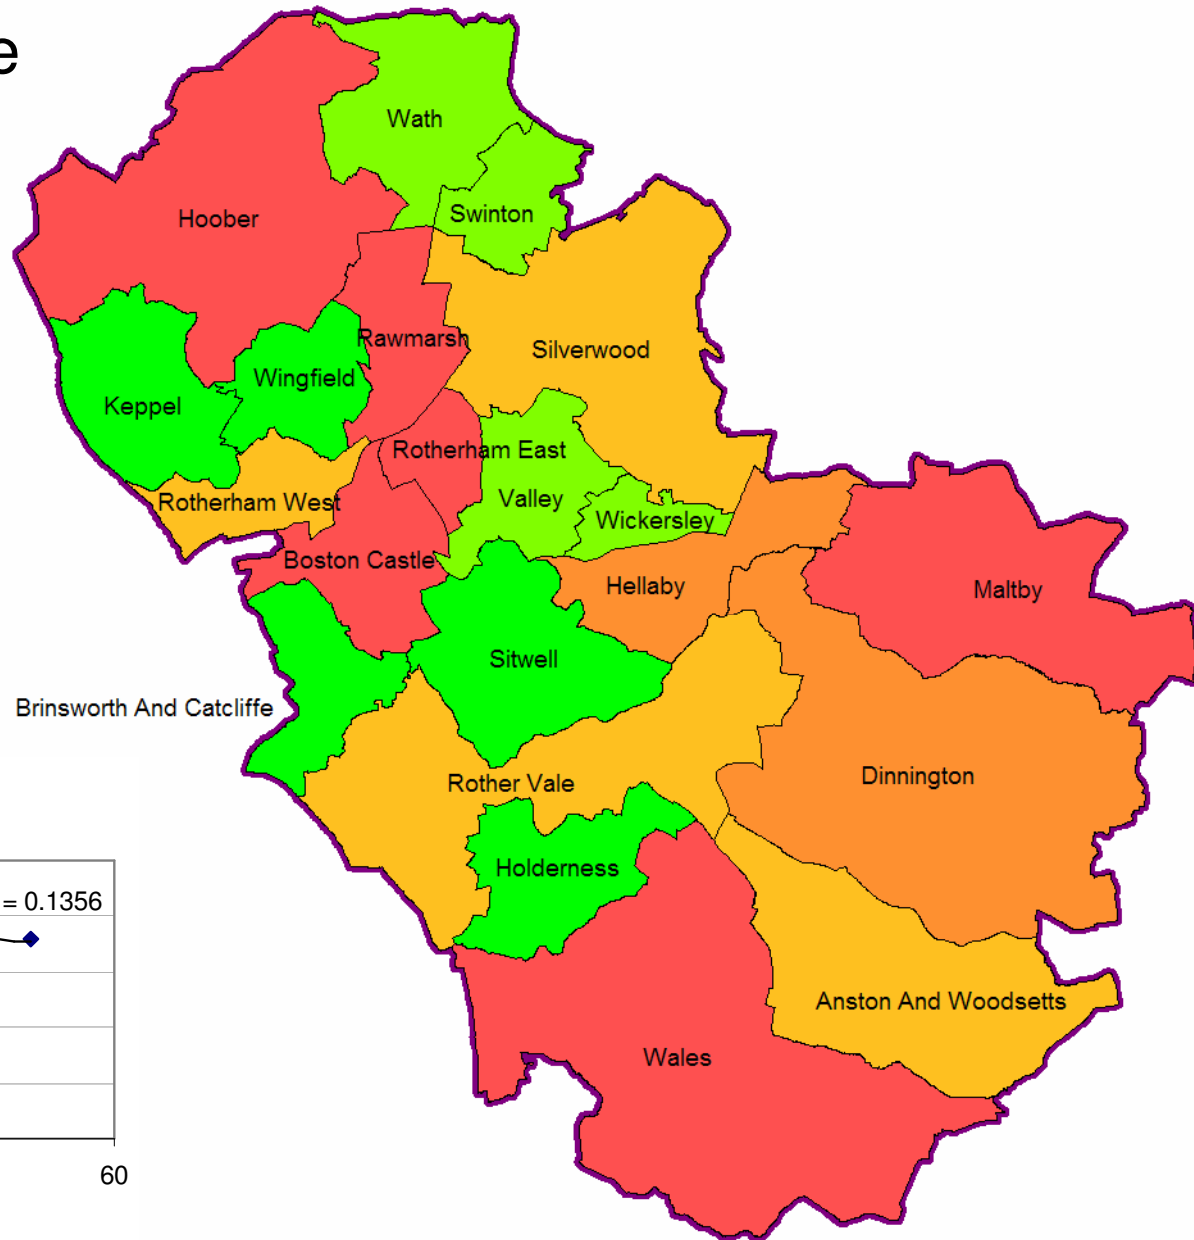 e
Wath
Swinton
Hoober
Rawmarsh
Silverwood
Wingfield
Keppel
Rotherham East
Rotherham West
Valley
Wickersley
Boston Castle
Hellaby
Maltby
Sitwell
Brinsworth And Catcliffe
Rother Vale
Dinnington
Holderness
= 0.1356
Anston And Woodsetts
Wales
60